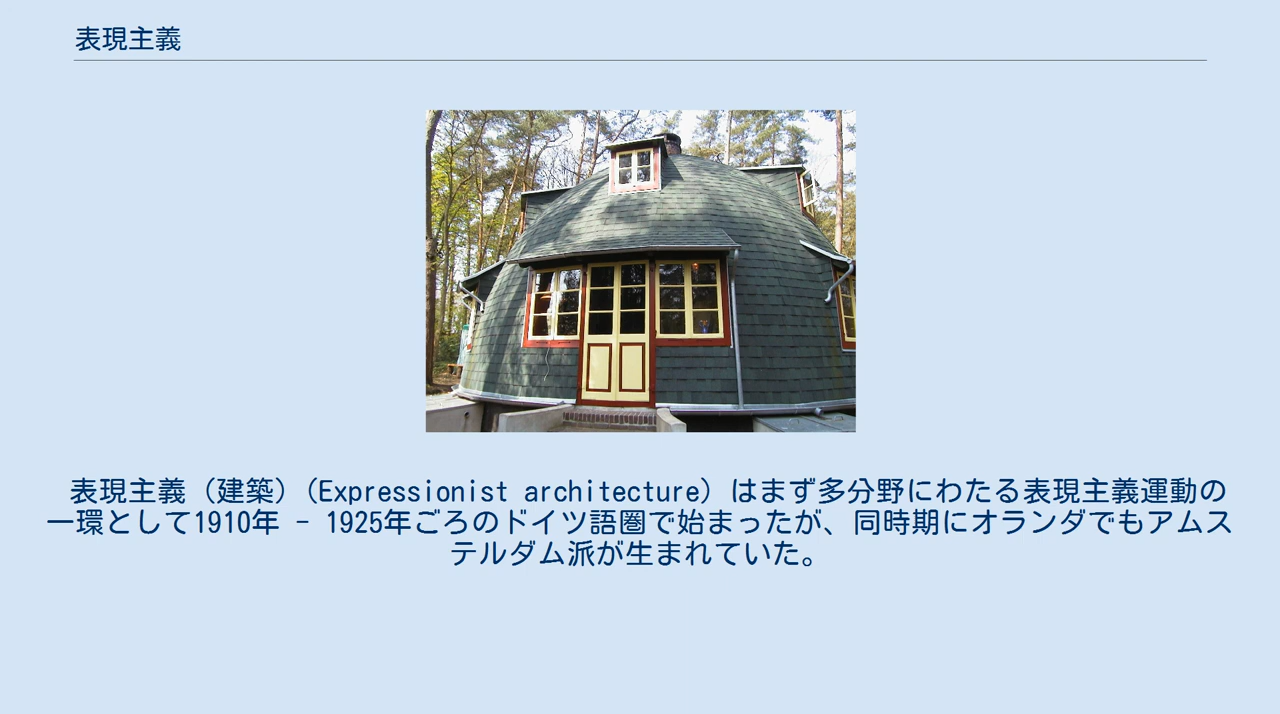 表現主義
表現主義（建築）(Expressionist architecture) はまず多分野にわたる表現主義運動の
一環として1910年 - 1925年ごろのドイツ語圏で始まったが、同時期にオランダでもアムス
テルダム派が生まれていた。